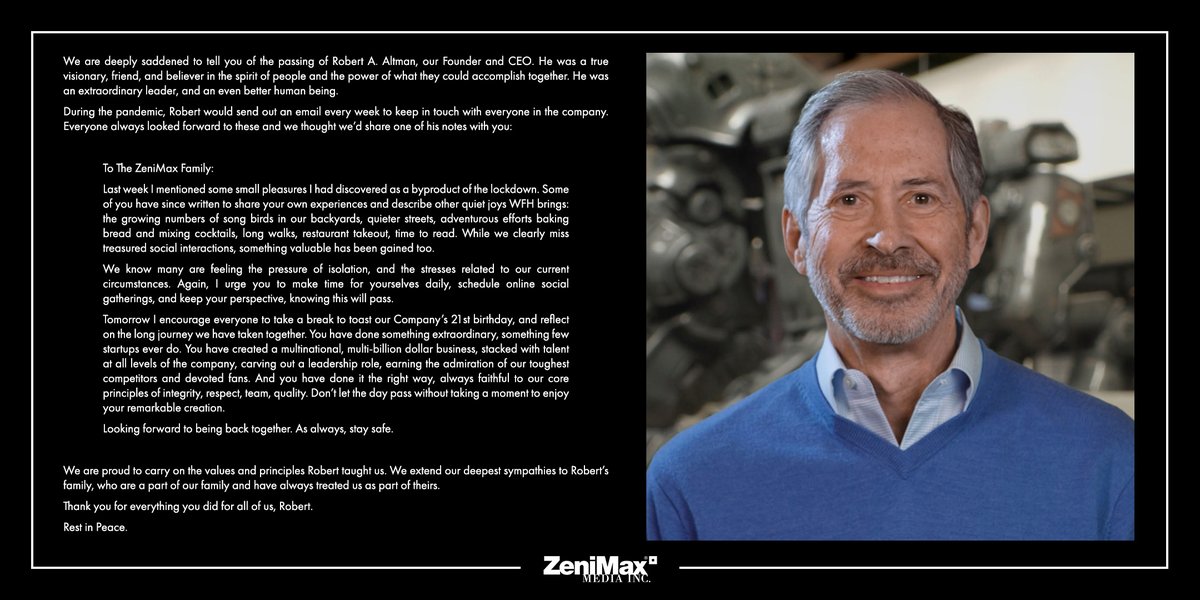 We are deeply saddened to tell you of the passing of Robert A. Altman, our Founder and CEO. He was a true
visionary, friend, and believer in the spirit of people and the power of what they could accomplish together. He was
an extraordinary leader, and an even better human being.
During the pandemic, Robert would send out an email every week to keep in touch with everyone in the company.
Everyone always looked forward to these and we thought we'd share one of his notes with you:
To The ZeniMax Family:
Last week I mentioned some small pleasures I had discovered as a byproduct of the lockdown. Some
of you have since written to share your own experiences and describe other quiet joys WFH brings:
the growing numbers of song birds in our backyards, quieter streets, adventurous efforts baking
bread and mixing cocktails, long walks, restaurant takeout, time to read. While we clearly miss
treasured social interactions, something valuable has been gained too.
We know many are feeling the pressure of isolation, and the stresses related to our current
circumstances. Again, I urge you to make time for yourselves daily, schedule online social
gatherings, and keep your perspective, knowing this will pass.
Tomorrow I encourage everyone to take a break to toast our Company's 21st birthday, and reflect
on the long journey we have taken together. You have done something extraordinary, something few
startups ever do. You have created a multinational, multi-billion dollar business, stacked with talent
at all levels of the company, carving out a leadership role, earning the admiration of our toughest
competitors and devoted fans. And you have done it the right way, always faithful to our core
principles of integrity, respect, team, quality. Don't let the day pass without taking a moment to enjoy
your remarkable creation.
Looking forward to being back together. As always, stay safe.
We are proud to carry on the values and principles Robert taught us. We extend our deepest sympathies to Robert's
family, who are a part of our family and have always treated us as part of theirs.
Thank you for everything you did for all of us, Robert.
Rest in Peace.
ZeniMax®
MEDIA INC.